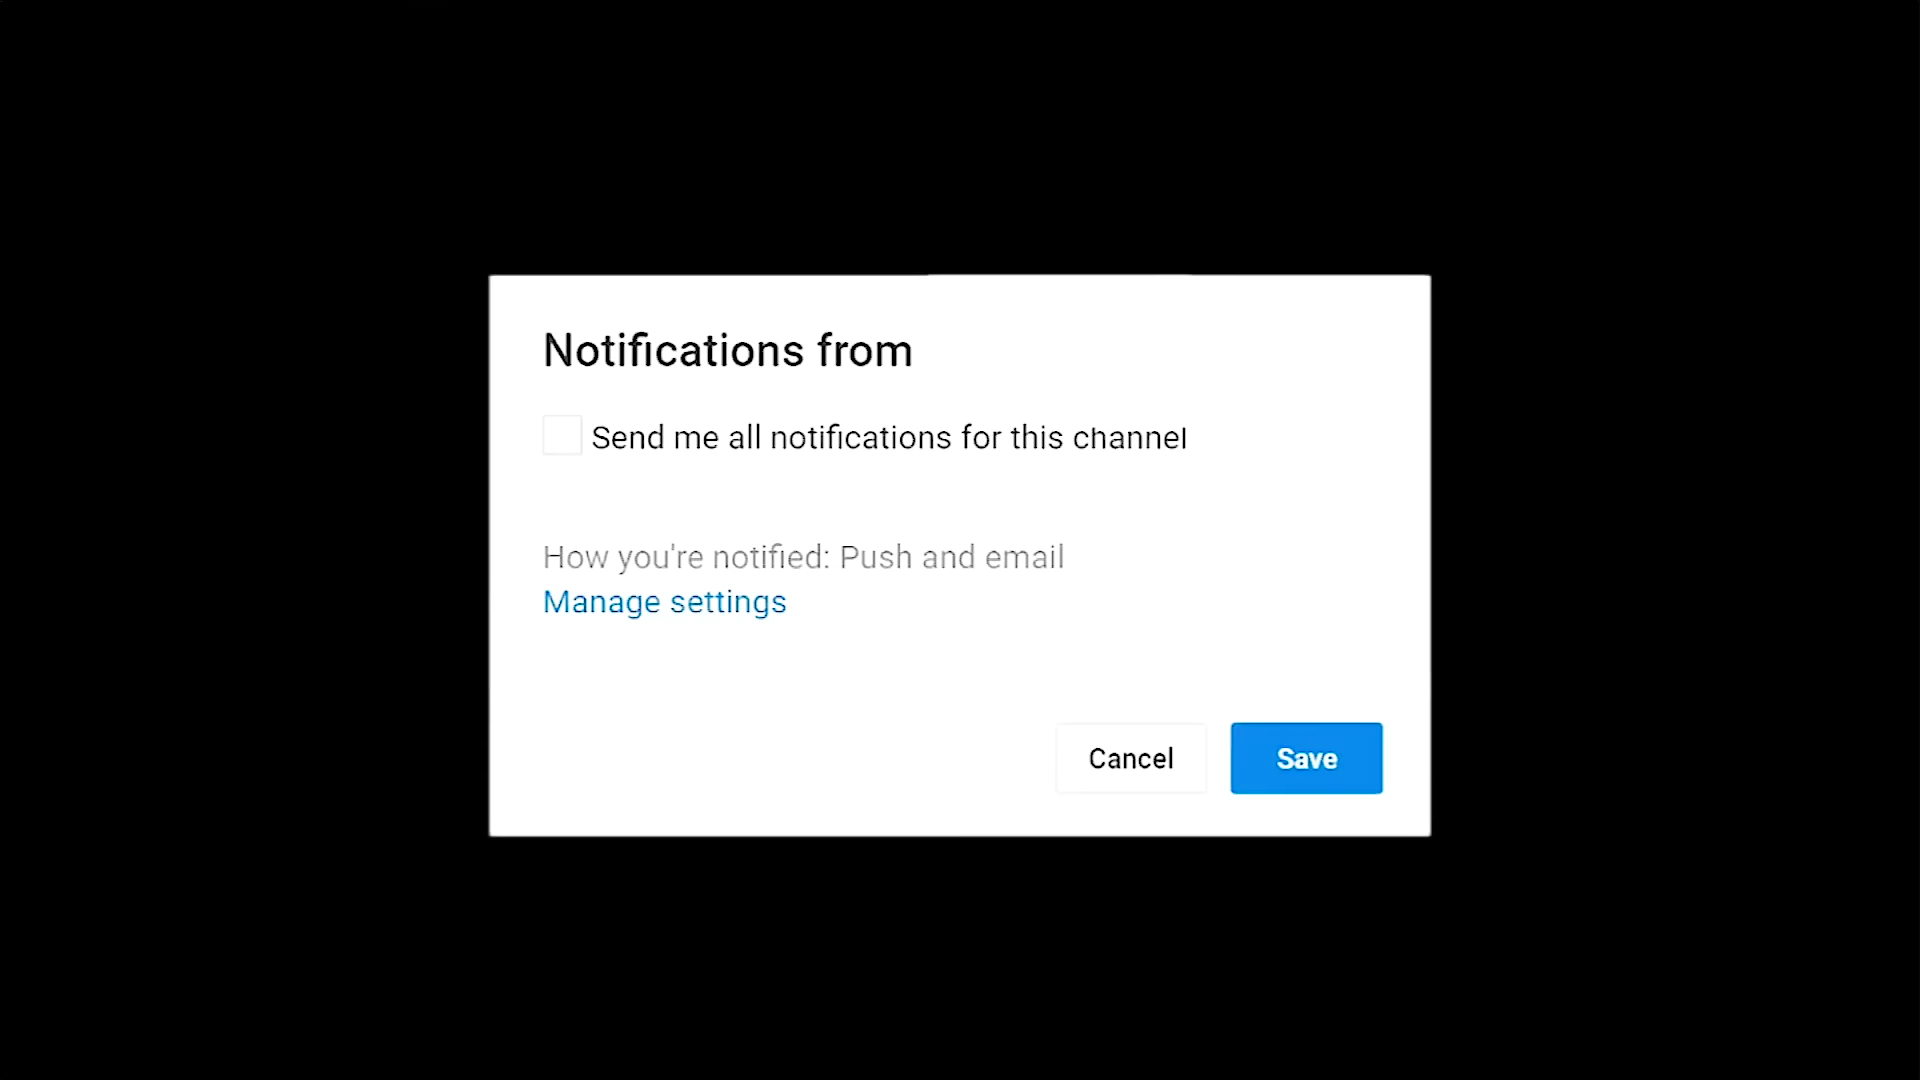 Notifications from
Send me all notifications for this channel
How you're notified: Push and email
Manage settings
Cancel
Save